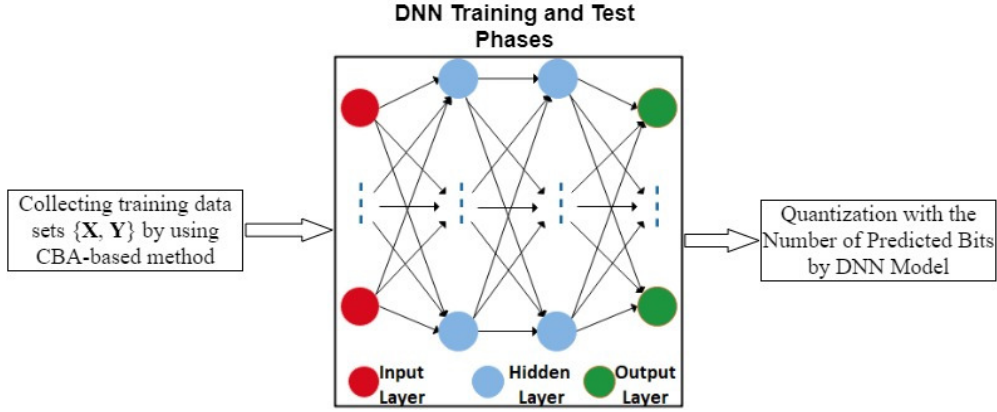 DNN Training and Test
Phases
Collecting training data
sets {X, Y} by using
CBA-based method
Quantization with the
Number of Predicted Bits
by DNN Model
Input
Layer
Hidden
Layer
Output
Layer